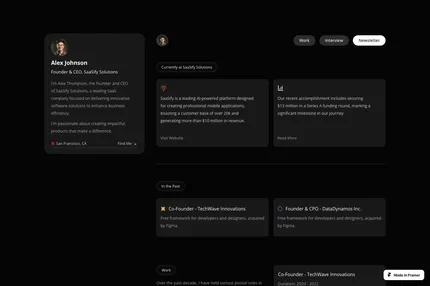 Alex Johnson
Founder & CEO, SaaSify Solutions
I'm Alex Thumpson, the founder and CEO
of SaaSify Solutions, a leading SaaS
company focused on delivering innovative
software solutions to enhance business
efficiency.
I'm passionate about creating impactful
products that make a difference.
San Francisco, CA
Find Me
Work
Interview
Newsletter
Currently at SaaSify Solutions
SaaSify is a leading AI-powered platform designed
for creating professional mobile applications,
boasting a customer base of over 20k and
generating more than $10 million in revenue.
Visit Website
Our recent accomplishment includes securing
$13 million in a Series A funding round, marking a
significant milestone in your journey
Read More
In the Past
Co-Founder - TechWave Innovations
Free framework for developers and designers, acquired
by Figma.
Founder & CPO - DataDynamos Inc.
Free framework for developers and designers, acquired
by Figma.
Work
Over the past decade, I have held various pivotal roles in
Co-Founder - TechWave Innovations
Duration: 2020 - 2022
Made in Framer